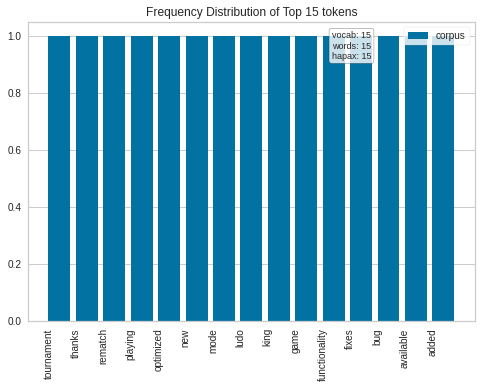 Frequency Distribution of Top 15 tokens
vocab: 15
words: 15
hapax: 15
corpus
1.0
0.8
0.6
0.4
0.2
0.0
tournament
thanks
rematch
playing
optimized
new
mode
ludo
king
game
functionality
fixes
bug
available
added